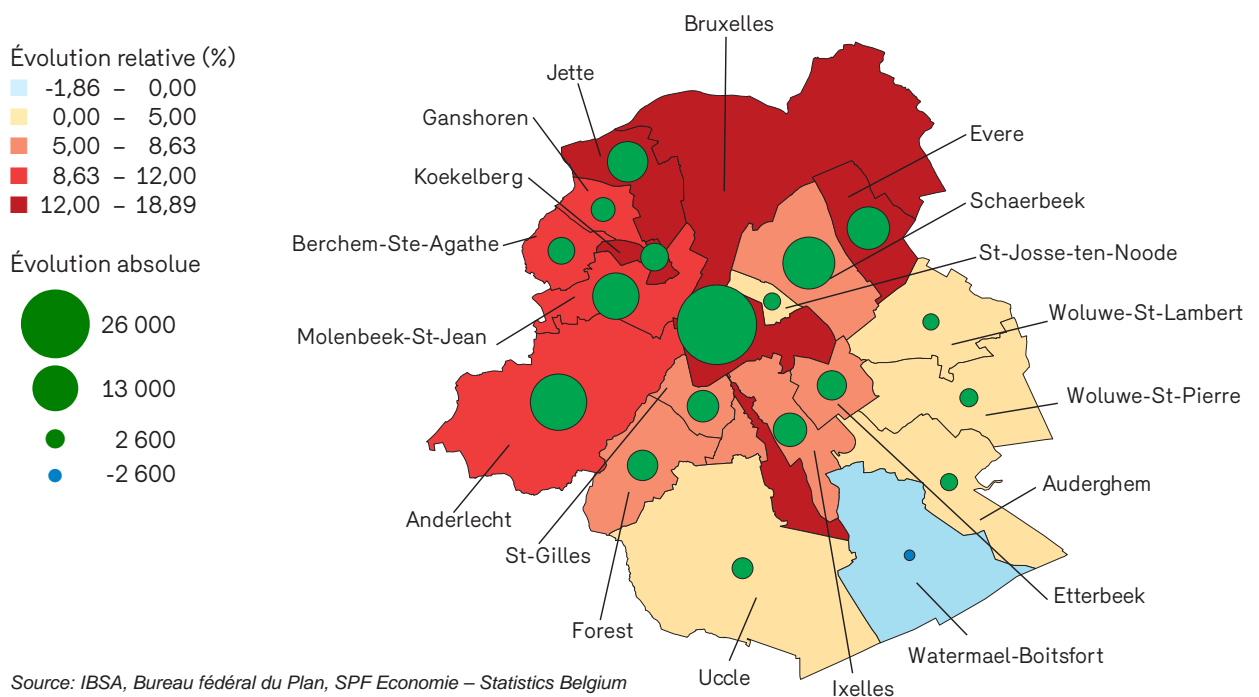 Évolution relative (%)
-1,86 – 0,00
0,00 – 5,00
5,00 – 8,63
8,63 – 12,00
12,00 – 18,89
Évolution absolue
26 000
13 000
2 600
-2 600
Bruxelles
Jette
Ganshoren
Koekelberg
Berchem-Ste-Agathe
Molenbeek-St-Jean
Anderlecht
St-Gilles
Forest
Uccle
Evere
Schaerbeek
St-Josse-ten-Noode
Woluwe-St-Lambert
Woluwe-St-Pierre
Auderghem
Etterbeek
Watermael-Boitsfort
Ixelles
Source: IBSA, Bureau fédéral du Plan, SPF Economie – Statistics Belgium